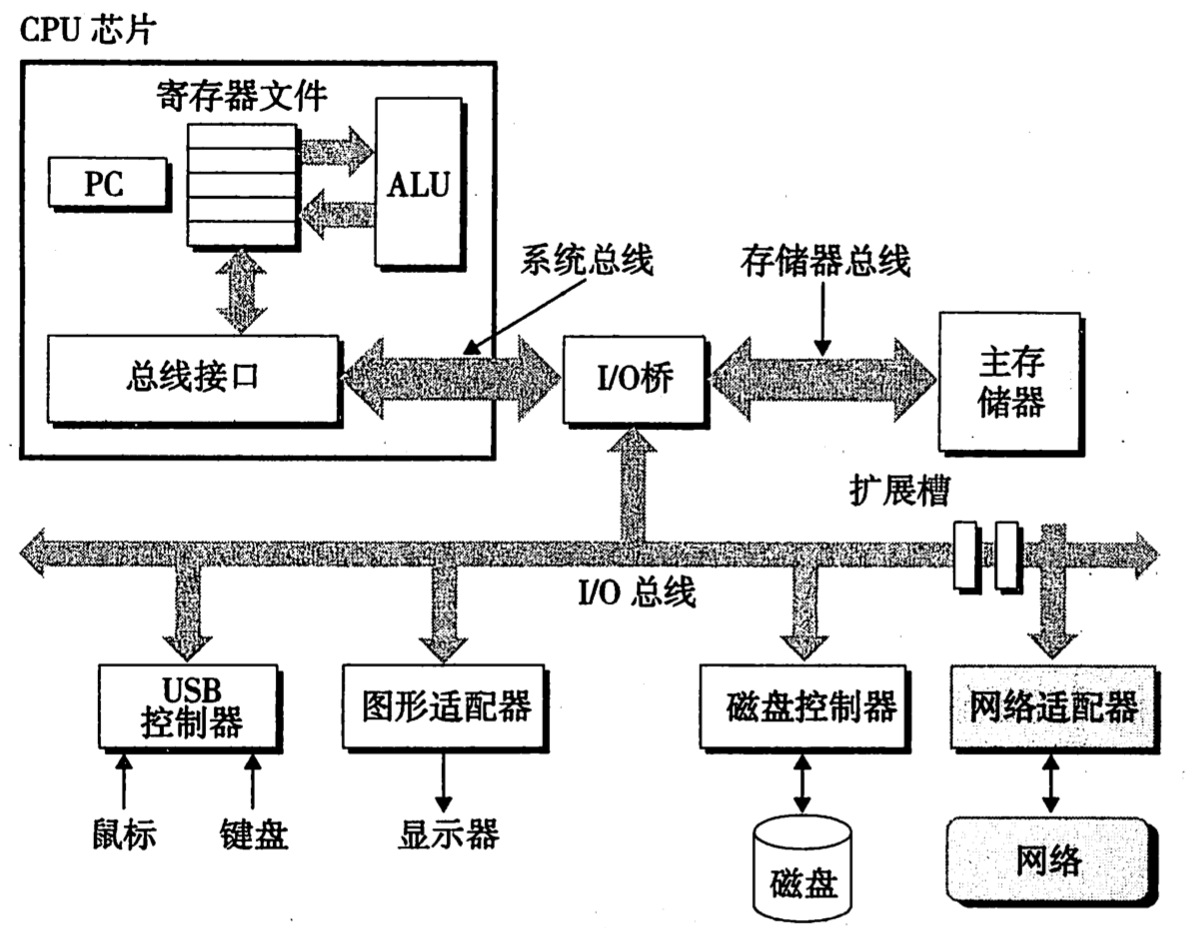 CPU 芯片
寄存器文件
PC
ALU
系统总线
存储器总线
总线接口
I/O桥
主存
储器
扩展槽
I/O 总线
USB
控制器
图形适配器
磁盘控制器
网络适配器
鼠标
键盘
显示器
磁盘
网络